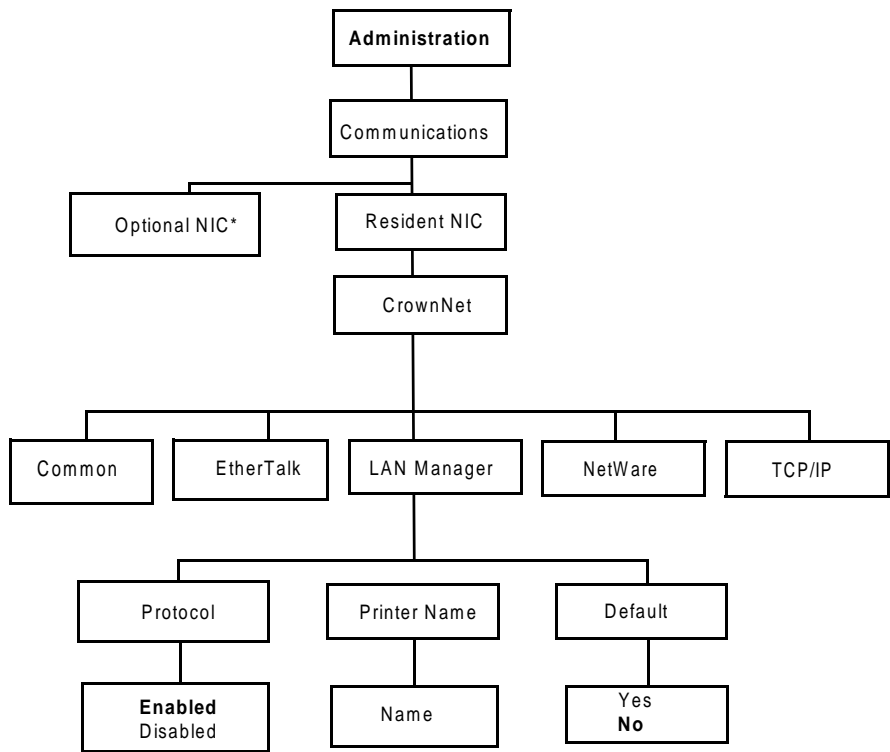 Administration
Communications
Optional NIC*
Resident NIC
CrownNet
Common
EtherTalk
LAN Manager
NetWare
TCP/IP
Protocol
Printer Name
Default
Enabled
Disabled
Name
Yes
No